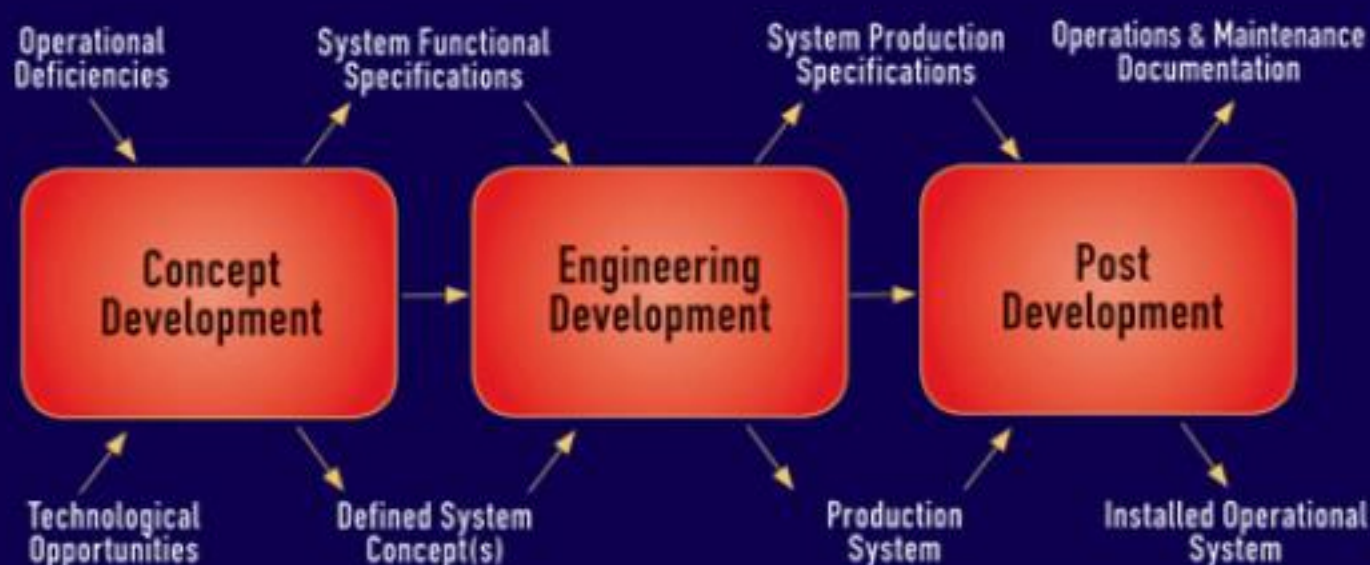 Operational
Deficiencies
System Functional
Specifications
System Production
Specifications
Operations & Maintenance
Documentation
Concept
Development
Engineering
Development
Post
Development
Technological
Opportunities
Defined System
Concept(s)
Production
System
Installed Operational
System